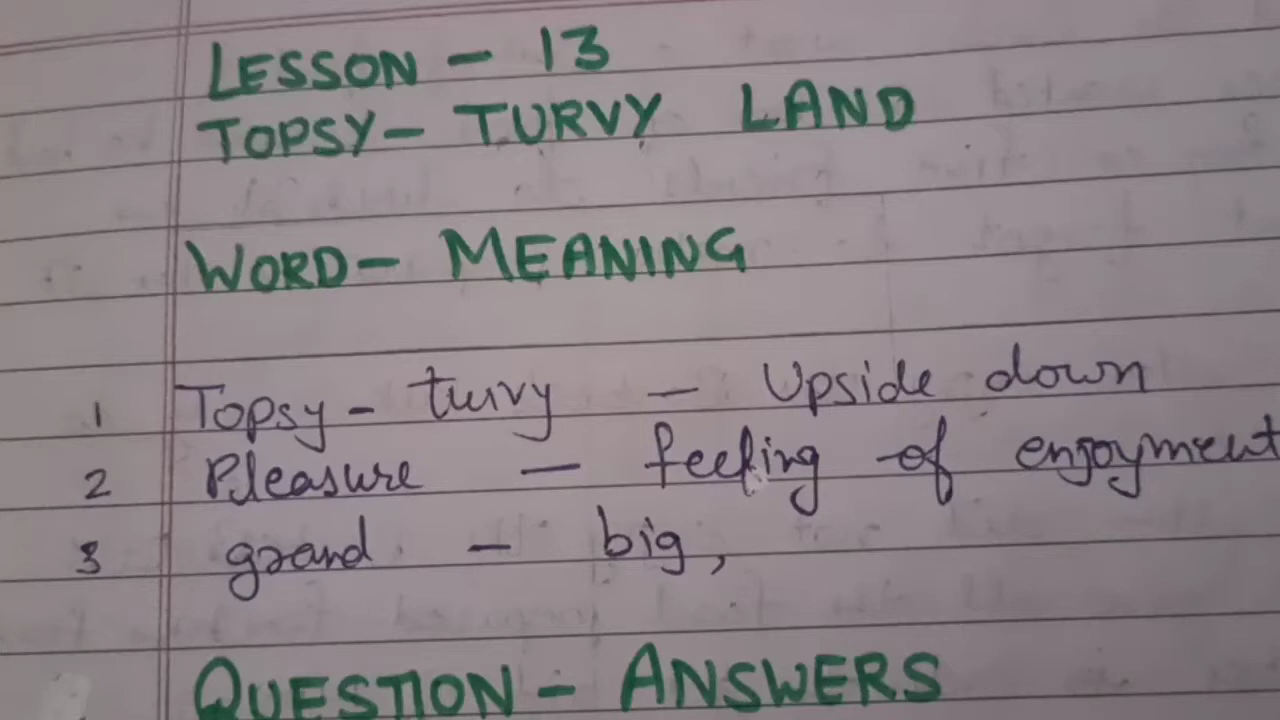 LESSON - 13
TOPSY- TURVY LAND
WORD- MEANING
1 Topsy- turvy - Upside down
2 Pleasure - feeling of enjoyment
3 grand - big,
QUESTION - ANSWERS